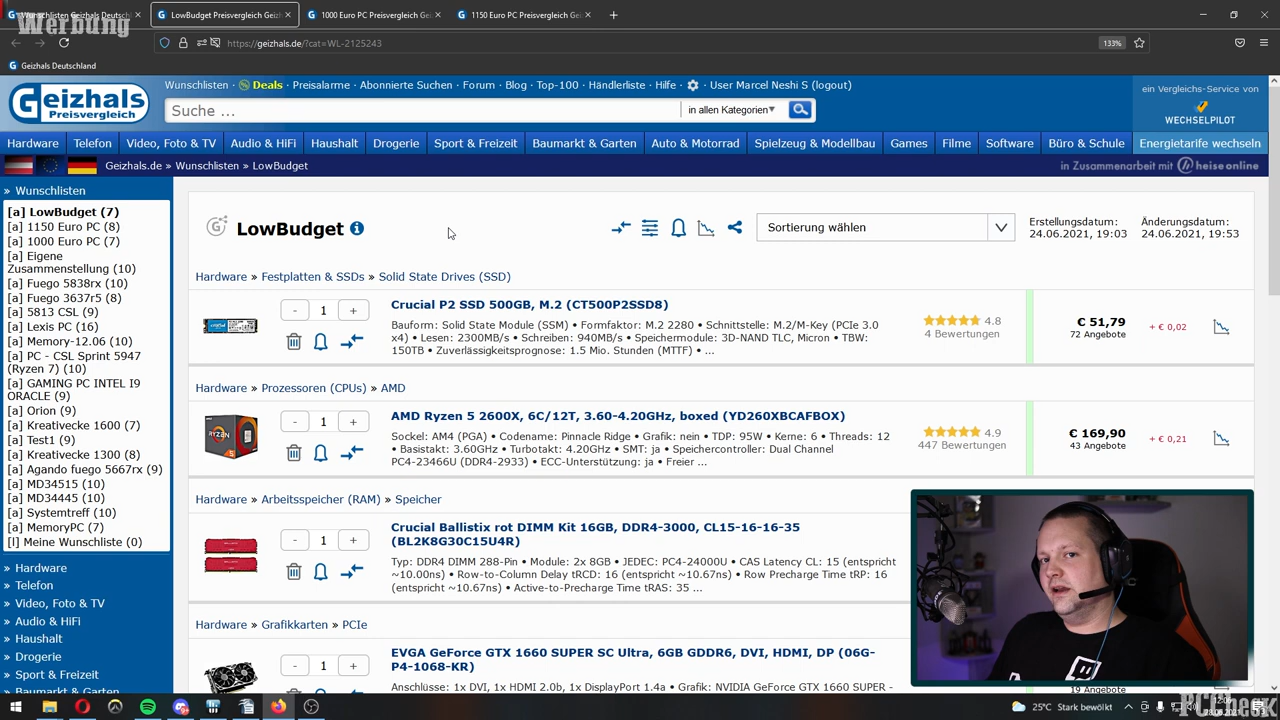 Wunschlisten Geizhals Deutschl
LowBudget Preisvergleich Geizh
1000 Euro PC Preisvergleich Ge
1150 Euro PC Preisvergleich Ge
Werbung
https://geizhals.de/?cat=WL-2125243
133%
Geizhals Deutschland
Geizhals
Preisvergleich
Wunschlisten · % Deals · Preisalarme · Abonnierte Suchen · Forum · Blog · Top-100 · Händlerliste · Hilfe · User Marcel Neshi S (logout)
Suche ...
in allen Kategorien
ein Vergleichs-Service von
WECHSELPILOT
Hardware Telefon Video, Foto & TV Audio & HiFi Haushalt Drogerie Sport & Freizeit Baumarkt & Garten Auto & Motorrad Spielzeug & Modellbau Games Filme Software Büro & Schule Energietarife wechseln
Geizhals.de » Wunschlisten » LowBudget
in Zusammenarbeit mit heise online
» Wunschlisten
[a] LowBudget (7)
[a] 1150 Euro PC (8)
[a] 1000 Euro PC (7)
[a] Eigene
Zusammenstellung (10)
[a] Fuego 5838rx (10)
[a] Fuego 3637r5 (8)
[a] 5813 CSL (9)
[a] Lexis PC (16)
[a] Memory-12.06 (10)
[a] PC - CSL Sprint 5947
(Ryzen 7) (10)
[a] GAMING PC INTEL I9
ORACLE (9)
[a] Orion (9)
[a] Kreativecke 1600 (7)
[a] Test1 (9)
[a] Kreativecke 1300 (8)
[a] Agando fuego 5667rx (9)
[a] MD34515 (10)
[a] MD34445 (10)
[a] Systemtreff (10)
[a] MemoryPC (7)
[!] Meine Wunschliste (0)
» Hardware
» Telefon
» Video, Foto & TV
» Audio & HiFi
» Haushalt
» Drogerie
» Sport & Freizeit
» Baumarkt & Garten
LowBudget
Sortierung wählen
Erstellungsdatum:
24.06.2021, 19:03
Änderungsdatum:
24.06.2021, 19:53
Hardware » Festplatten & SSDs » Solid State Drives (SSD)
- 1 +
Crucial P2 SSD 500GB, M.2 (CT500P2SSD8)
Bauform: Solid State Module (SSM) • Formfaktor: M.2 2280 • Schnittstelle: M.2/M-Key (PCIe 3.0
x4) • Lesen: 2300MB/s • Schreiben: 940MB/s • Speichermodule: 3D-NAND TLC, Micron • TBW:
150TB • Zuverlässigkeitsprognose: 1.5 Mio. Stunden (MTTF) • ...
4.8
4 Bewertungen
€ 51,79
72 Angebote
+ € 0,02
Hardware » Prozessoren (CPUs) » AMD
- 1 +
AMD Ryzen 5 2600X, 6C/12T, 3.60-4.20GHz, boxed (YD260XBCAFBOX)
Sockel: AM4 (PGA) • Codename: Pinnacle Ridge • Grafik: nein • TDP: 95W • Kerne: 6 • Threads: 12
• Basistakt: 3.60GHz • Turbotakt: 4.20GHz • SMT: ja • Speichercontroller: Dual Channel
PC4-23466U (DDR4-2933) • ECC-Unterstützung: ja • Freier ...
4.9
447 Bewertungen
€ 169,90
43 Angebote
+ € 0,21
RYZEN
Hardware » Arbeitsspeicher (RAM) » Speicher
- 1 +
Crucial Ballistix rot DIMM Kit 16GB, DDR4-3000, CL15-16-16-35
(BL2K8G30C15U4R)
Typ: DDR4 DIMM 288-Pin • Module: 2x 8GB • JEDEC: PC4-24000U • CAS Latency CL: 15 (entspricht
~10.00ns) • Row-to-Column Delay tRCD: 16 (entspricht ~10.67ns) • Row Precharge Time tRP: 16
(entspricht ~10.67ns) • Active-to-Precharge Time tRAS: 35 ...
Hardware » Grafikkarten » PCIe
- 1 +
EVGA GeForce GTX 1660 SUPER SC Ultra, 6GB GDDR6, DVI, HDMI, DP (06G-
P4-1068-KR)
Anschlüsse: 1x DVI, 1x HDMI 2.0b, 1x DisplayPort 1.4a • Grafik: NVIDIA GeForce GTX 1660 SUPER -
19 Angebote
25°C Stark bewölkt
PCCheck